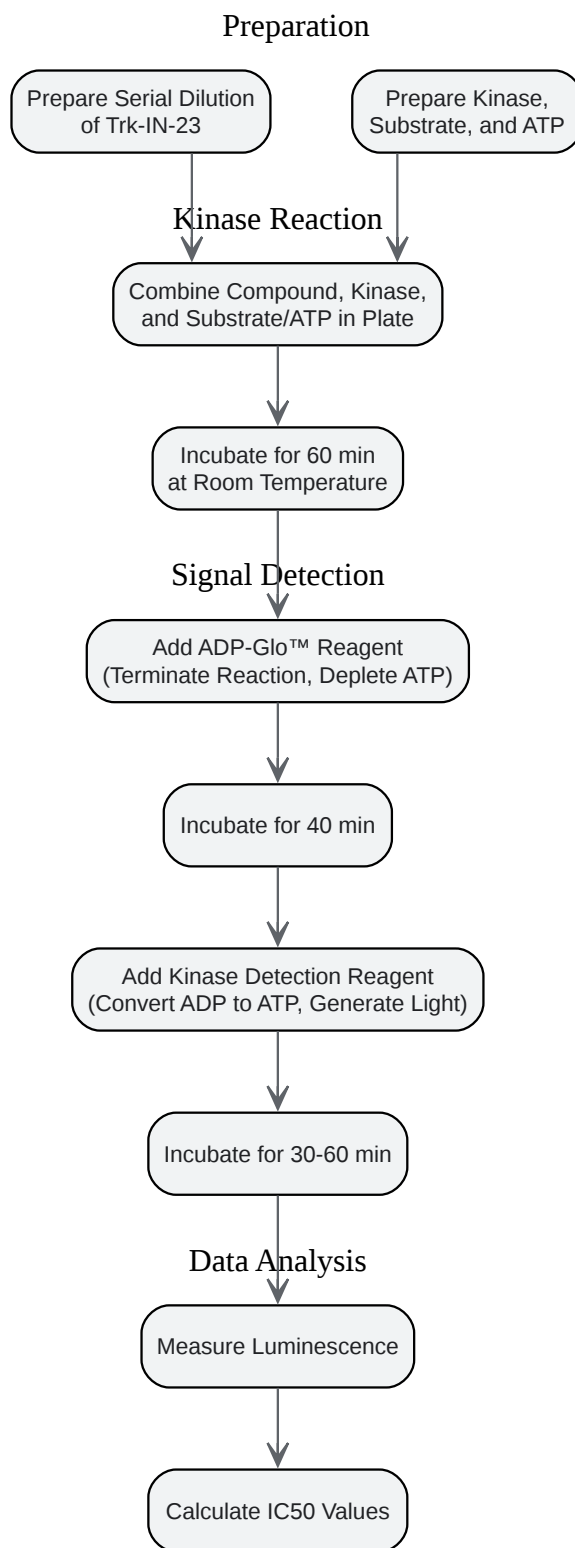 Preparation
Prepare Serial Dilution
of Trk-IN-23
Prepare Kinase,
Substrate, and ATP
Kinase Reaction
Combine Compound, Kinase,
and Substrate/ATP in Plate
Incubate for 60 min
at Room Temperature
Signal Detection
Add ADP-Glo™ Reagent
(Terminate Reaction, Deplete ATP)
Incubate for 40 min
Add Kinase Detection Reagent
(Convert ADP to ATP, Generate Light)
Incubate for 30-60 min
Data Analysis
Measure Luminescence
Calculate IC50 Values